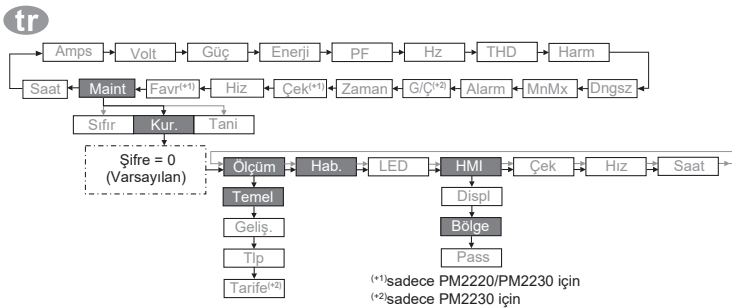 tr
Amps Volt Güç Enerji PF Hz THD Harm
Saat Maint Favr(+1) Hiz Çek(+1) Zaman G/Ç(+2) Alarm MnMx Dngsz
Sıfır Kur. Tani
Şifre = 0
(Varsayılan)
Ölçüm Hab. LED HMI Çek Hız Saat
Temel Displ
Geliş. Bölge
Tlp Pass
Tarife(+2)
(+1)sadece PM2220/PM2230 için
(+2)sadece PM2230 için